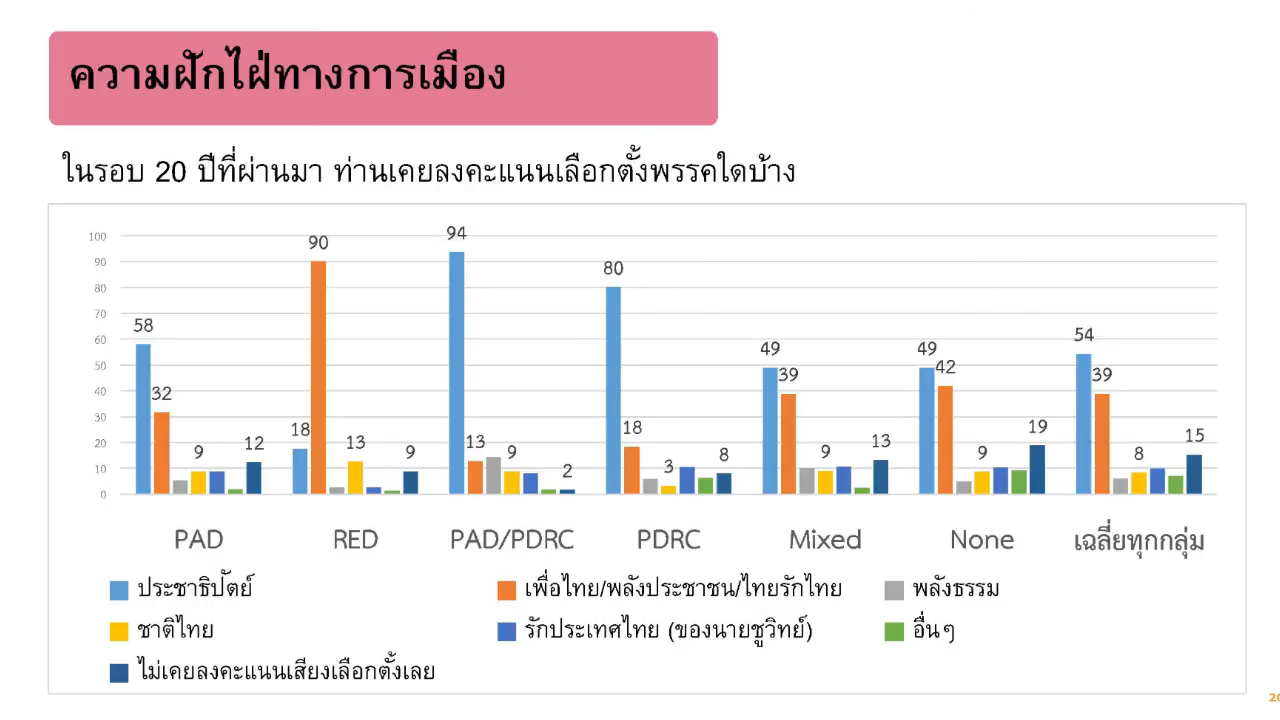 ความฝักใฝ่ทางการเมือง
ในรอบ 20 ปีที่ผ่านมา ท่านเคยลงคะแนนเลือกตั้งพรรคใดบ้าง
100
90
80
70
60
50
40
30
20
10
0
58 32 9 12
18 90 13 9
94 13 9 2
80 18 3 8
49 39 9 13
49 42 9 19
54 39 8 15
PAD RED PAD/PDRC PDRC Mixed None เฉลี่ยทุกกลุ่ม
ประชาธิปัตย์ เพื่อไทย/พลังประชาชน/ไทยรักไทย พลังธรรม
ชาติไทย รักประเทศไทย (ของนายชูวิทย์) อื่นๆ
ไม่เคยลงคะแนนเสียงเลือกตั้งเลย